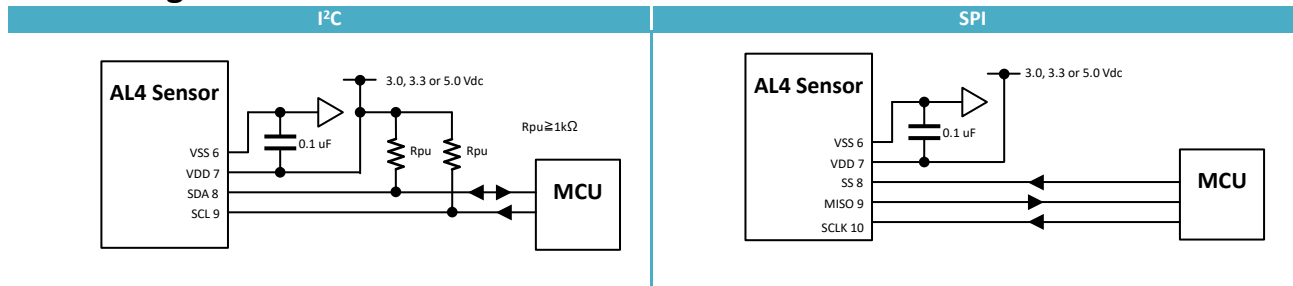 I²C
SPI
AL4 Sensor
3.0, 3.3 or 5.0 Vdc
0.1 uF
Rpu
Rpu
Rpu≧1kΩ
VSS 6
VDD 7
SDA 8
SCL 9
MCU
AL4 Sensor
3.0, 3.3 or 5.0 Vdc
0.1 uF
VSS 6
VDD 7
SS 8
MISO 9
SCLK 10
MCU